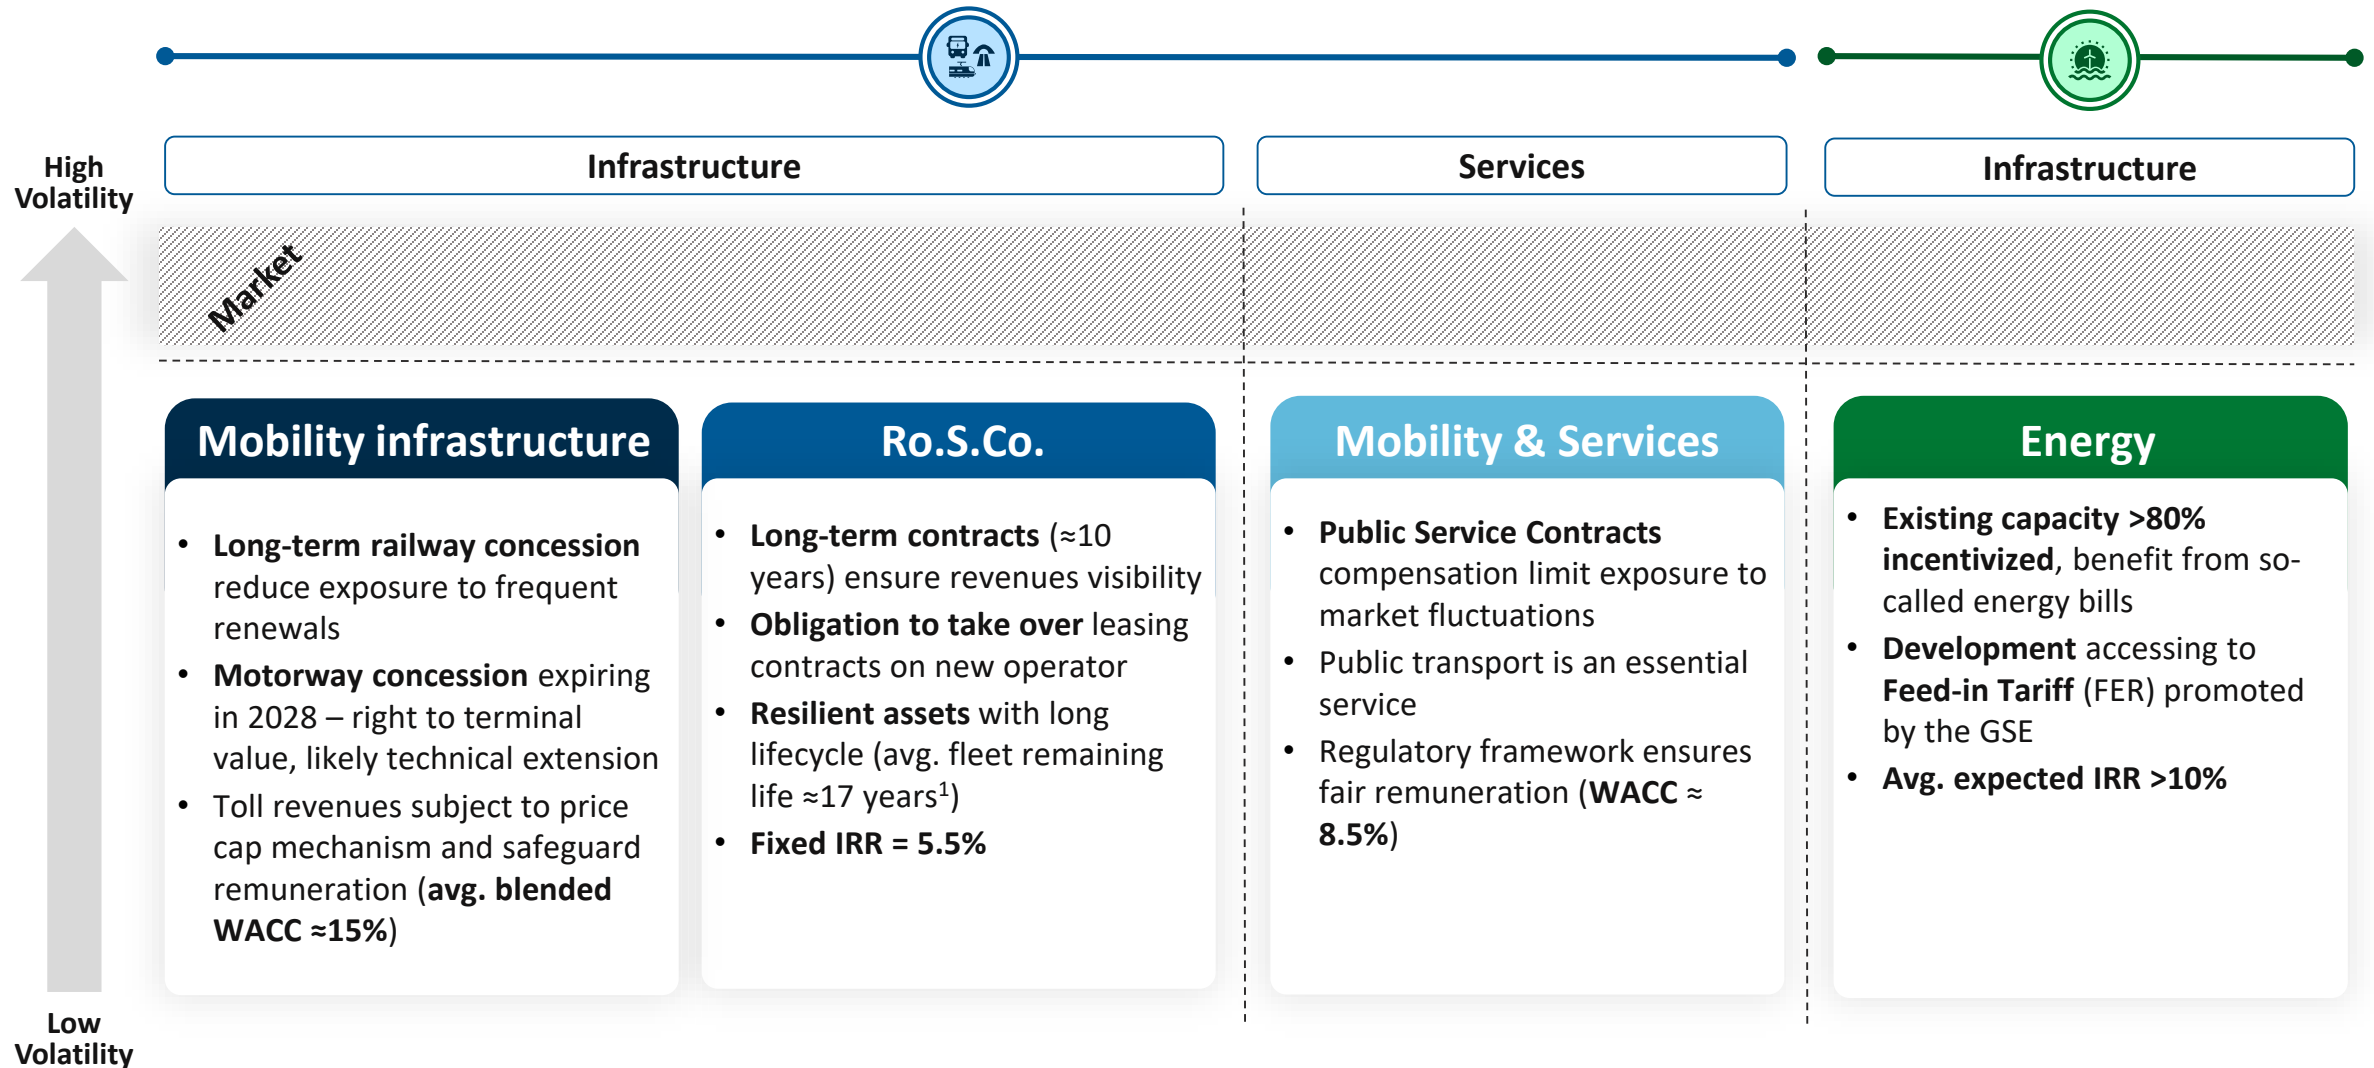 Infrastructure
Services
Infrastructure
High
Volatility
Market
Low
Volatility
Mobility infrastructure
• Long-term railway concession
reduce exposure to frequent
renewals
• Motorway concession expiring
in 2028 – right to terminal
value, likely technical extension
• Toll revenues subject to price
cap mechanism and safeguard
remuneration (avg. blended
WACC ≈15%)
Ro.S.Co.
• Long-term contracts (≈10
years) ensure revenues visibility
• Obligation to take over leasing
contracts on new operator
• Resilient assets with long
lifecycle (avg. fleet remaining
life ≈17 years¹)
• Fixed IRR = 5.5%
Mobility & Services
• Public Service Contracts
compensation limit exposure to
market fluctuations
• Public transport is an essential
service
• Regulatory framework ensures
fair remuneration (WACC ≈
8.5%)
Energy
• Existing capacity >80%
incentivized, benefit from so-
called energy bills
• Development accessing to
Feed-in Tariff (FER) promoted
by the GSE
• Avg. expected IRR >10%